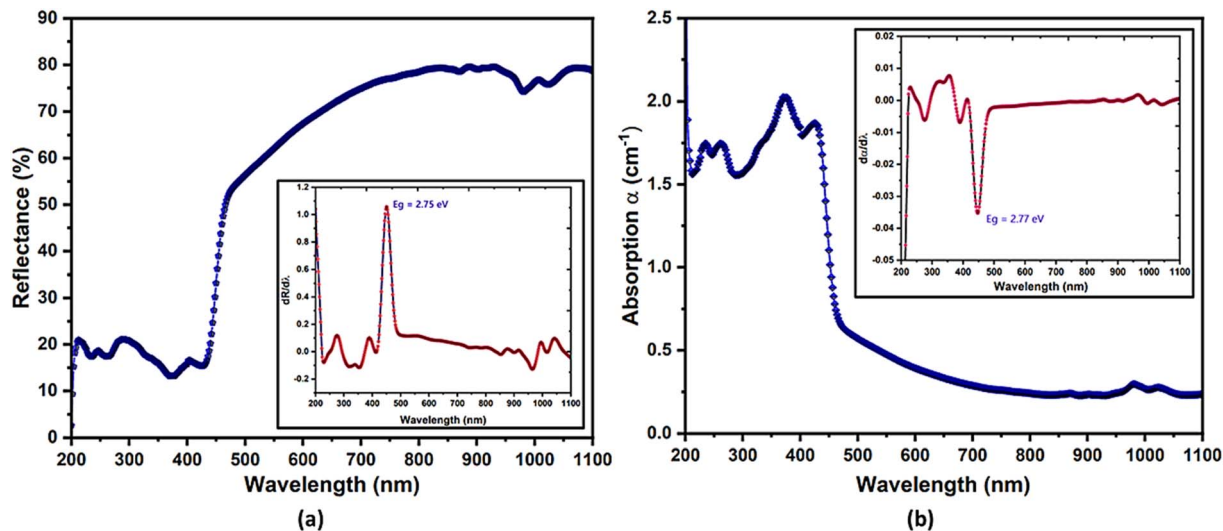 90
80
70
60
50
40
30
20
10
0
Reflectance (%)
200 300 400 500 600 700 800 900 1000 1100
Wavelength (nm)
1.2
1.0
0.8
0.6
0.4
0.2
0.0
-0.2
dR/dλ
Eg = 2.75 eV
200 300 400 500 600 700 800 900 1000 1100
Wavelength (nm)
(a)
2.5
2.0
1.5
1.0
0.5
0.0
Absorption α (cm-1)
200 300 400 500 600 700 800 900 1000 1100
Wavelength (nm)
0.02
0.01
0.00
-0.01
-0.02
-0.03
-0.04
-0.05
dα/dλ
Eg = 2.77 eV
200 300 400 500 600 700 800 900 1000 1100
Wavelength (nm)
(b)